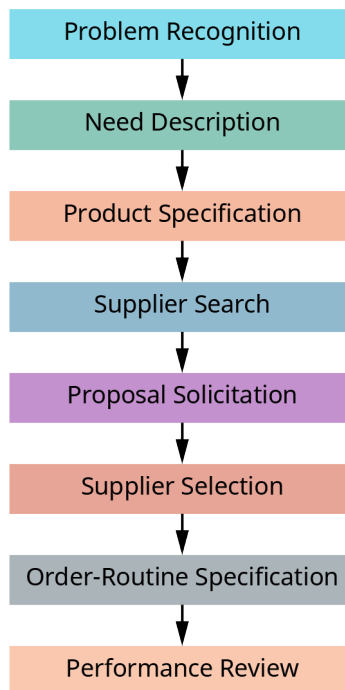 Problem Recognition
Need Description
Product Specification
Supplier Search
Proposal Solicitation
Supplier Selection
Order-Routine Specification
Performance Review